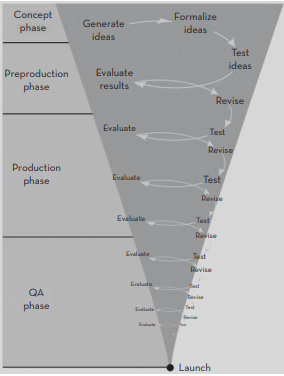 Concept
phase
Generate
ideas
Formalize
ideas
Test
ideas
Preproduction
phase
Evaluate
results
Revise
Evaluate
Test
Revise
Production
phase
Evaluate
Test
Revise
Evaluate
Test
Revise
Evaluate
Test
Revise
QA
phase
Evaluate
Test
Revise
Evaluate
Test
Revise
Evaluate
Test
Launch